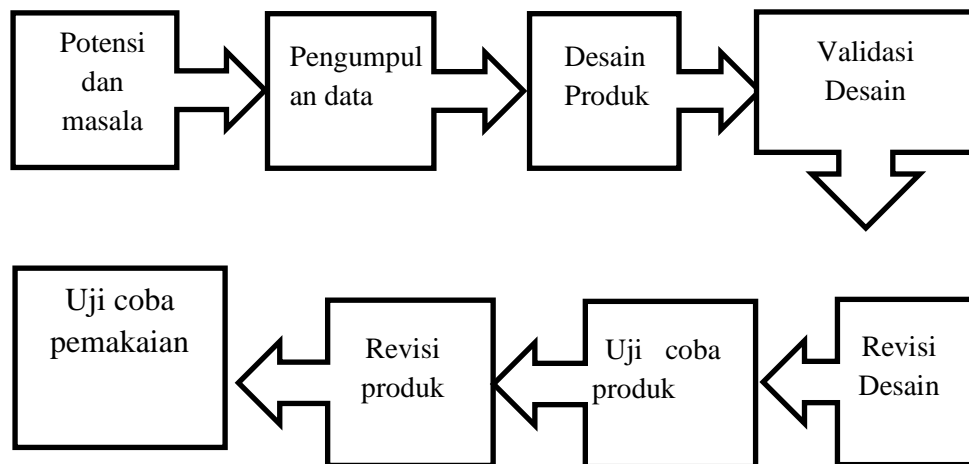 Potensi
dan
masala
Pengumpul
an data
Desain
Produk
Validasi
Desain
Revisi
Desain
Uji coba
produk
Revisi
produk
Uji coba
pemakaian